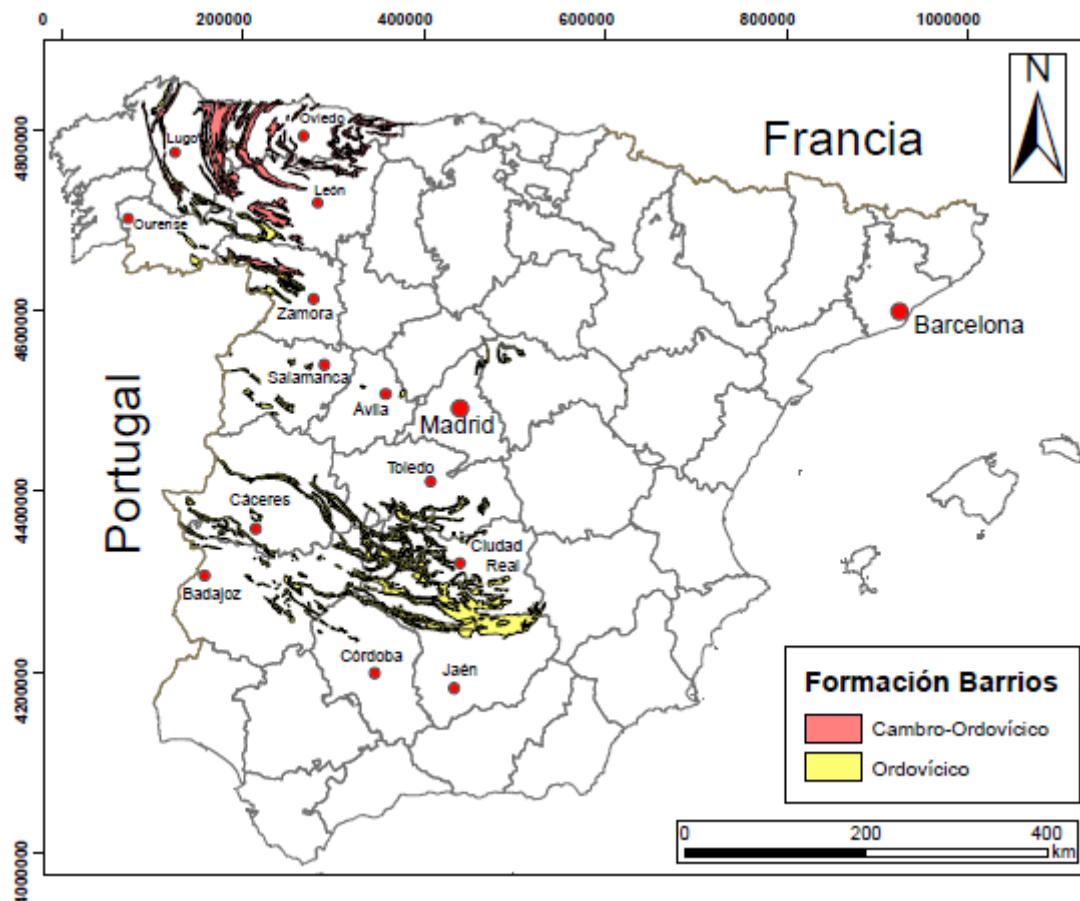 0 200000 400000 600000 800000 1000000
N
Francia
4800000
Oviedo
Lugo
León
Ourense
4600000
Zamora
Barcelona
Salamanca
Avila
Madrid
Portugal
4400000
Toledo
Cáceres
Ciudad
Real
Badajoz
4200000
Córdoba
Jaén
Formación Barrios
Cambro-Ordovícico
Ordovícico
0 200 400
km
4000000